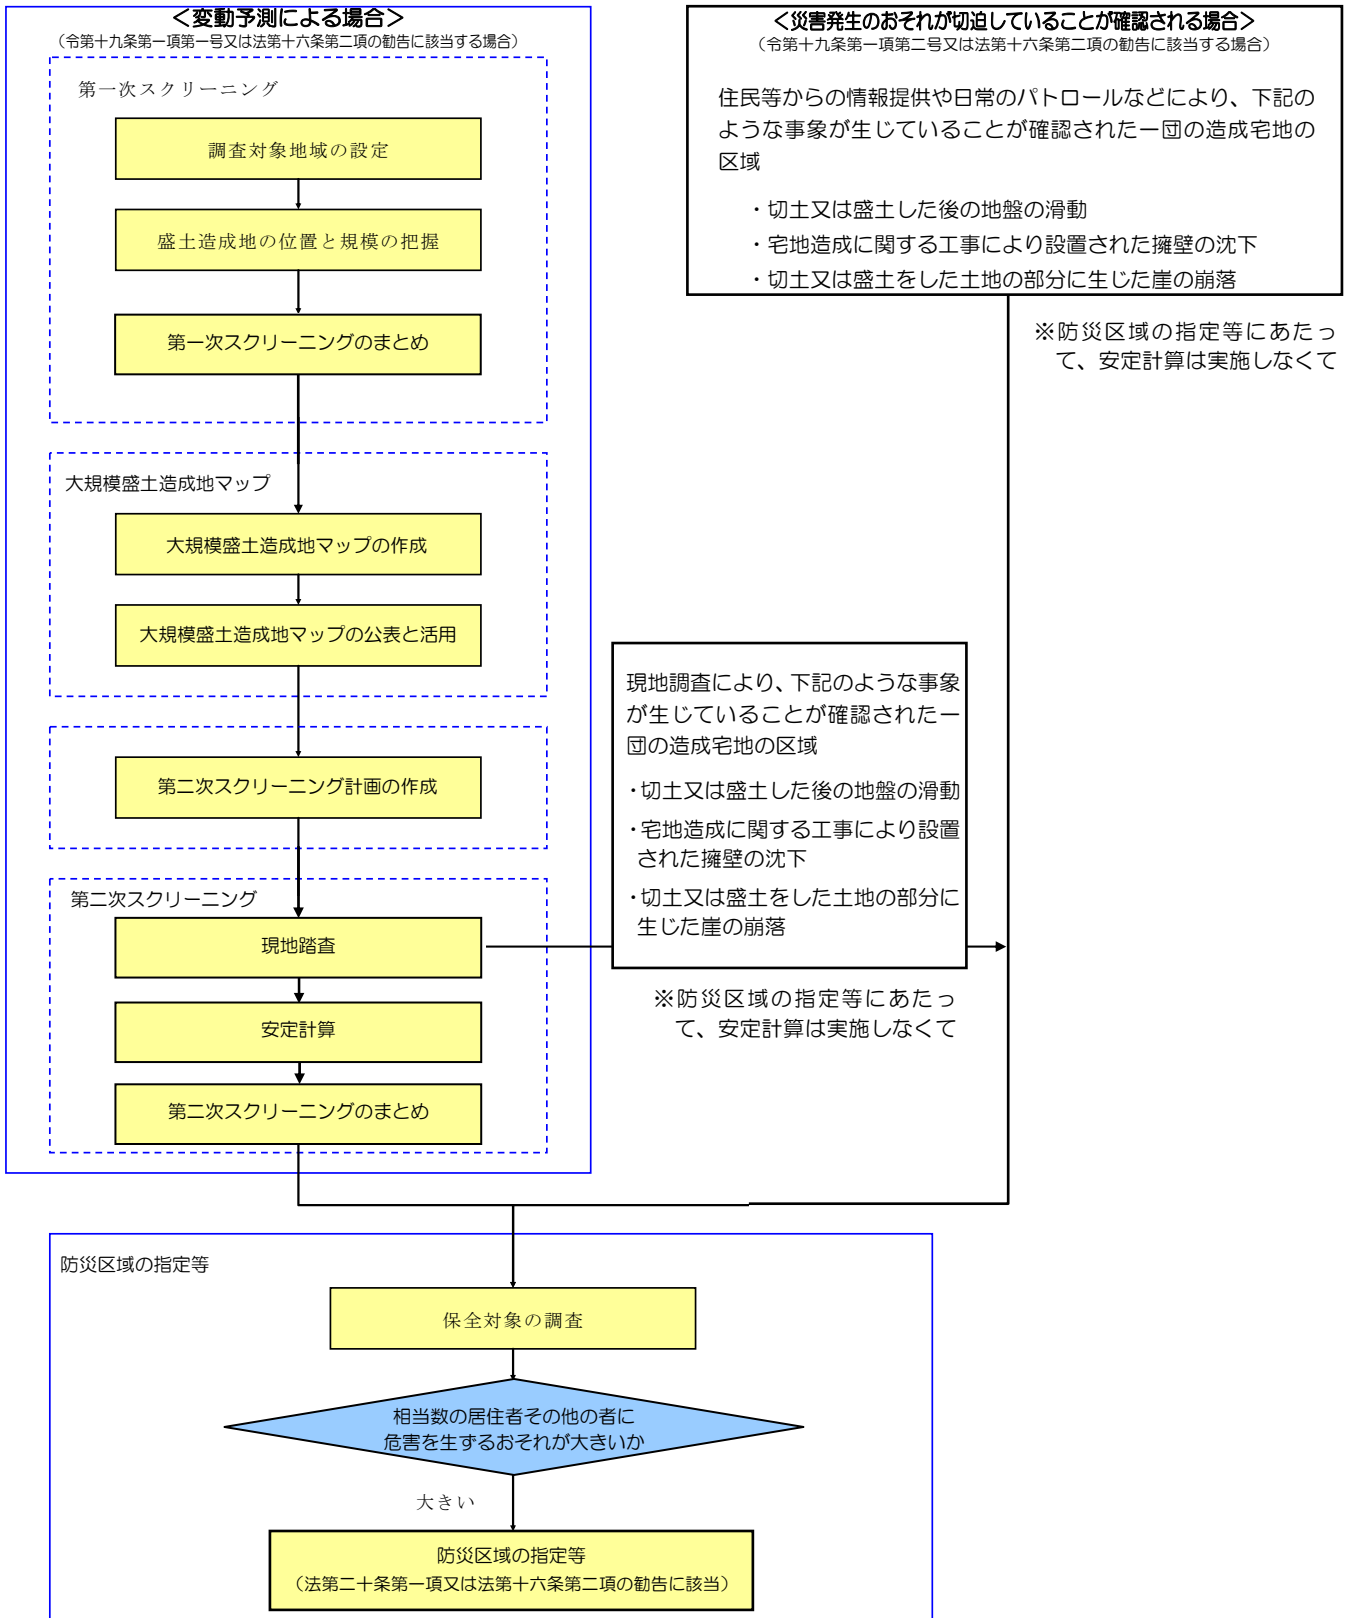 ＜変動予測による場合＞
（令第十九条第一項第一号又は法第十六条第二項の勧告に該当する場合）
第一次スクリーニング
調査対象地域の設定
盛土造成地の位置と規模の把握
第一次スクリーニングのまとめ
大規模盛土造成地マップ
大規模盛土造成地マップの作成
大規模盛土造成地マップの公表と活用
第二次スクリーニング計画の作成
第二次スクリーニング
現地踏査
安定計算
第二次スクリーニングのまとめ
＜災害発生のおそれが切迫していることが確認される場合＞
（令第十九条第一項第二号又は法第十六条第二項の勧告に該当する場合）
住民等からの情報提供や日常のパトロールなどにより、下記の
ような事象が生じていることが確認された一団の造成宅地の
区域
・切土又は盛土した後の地盤の滑動
・宅地造成に関する工事により設置された擁壁の沈下
・切土又は盛土をした土地の部分に生じた崖の崩落
※防災区域の指定等にあたっ
て、安定計算は実施しなくて
現地調査により、下記のような事象
が生じていることが確認された一
団の造成宅地の区域
・切土又は盛土した後の地盤の滑動
・宅地造成に関する工事により設置
された擁壁の沈下
・切土又は盛土をした土地の部分に
生じた崖の崩落
※防災区域の指定等にあたっ
て、安定計算は実施しなくて
防災区域の指定等
保全対象の調査
相当数の居住者その他の者に
危害を生ずるおそれが大きいか
大きい
防災区域の指定等
（法第二十条第一項又は法第十六条第二項の勧告に該当）